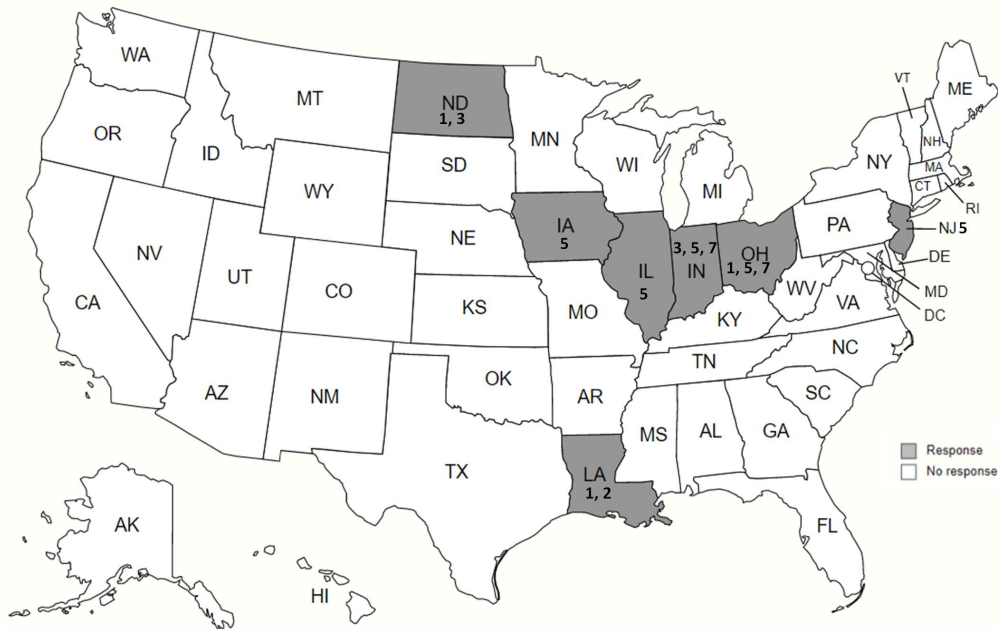 WA
MT
ND
1, 3
MN
VT
ME
OR
ID
SD
WI
MI
NY
NH
MA
CT
RI
WY
IA
5
NE
PA
NJ 5
NV
UT
CO
IL
5
3, 5, 7
IN
OH
1, 5, 7
DE
MD
DC
CA
KS
MO
WV
VA
KY
NC
TN
AZ
NM
OK
AR
SC
MS
AL
GA
TX
LA
1, 2
Response
No response
AK
FL
HI